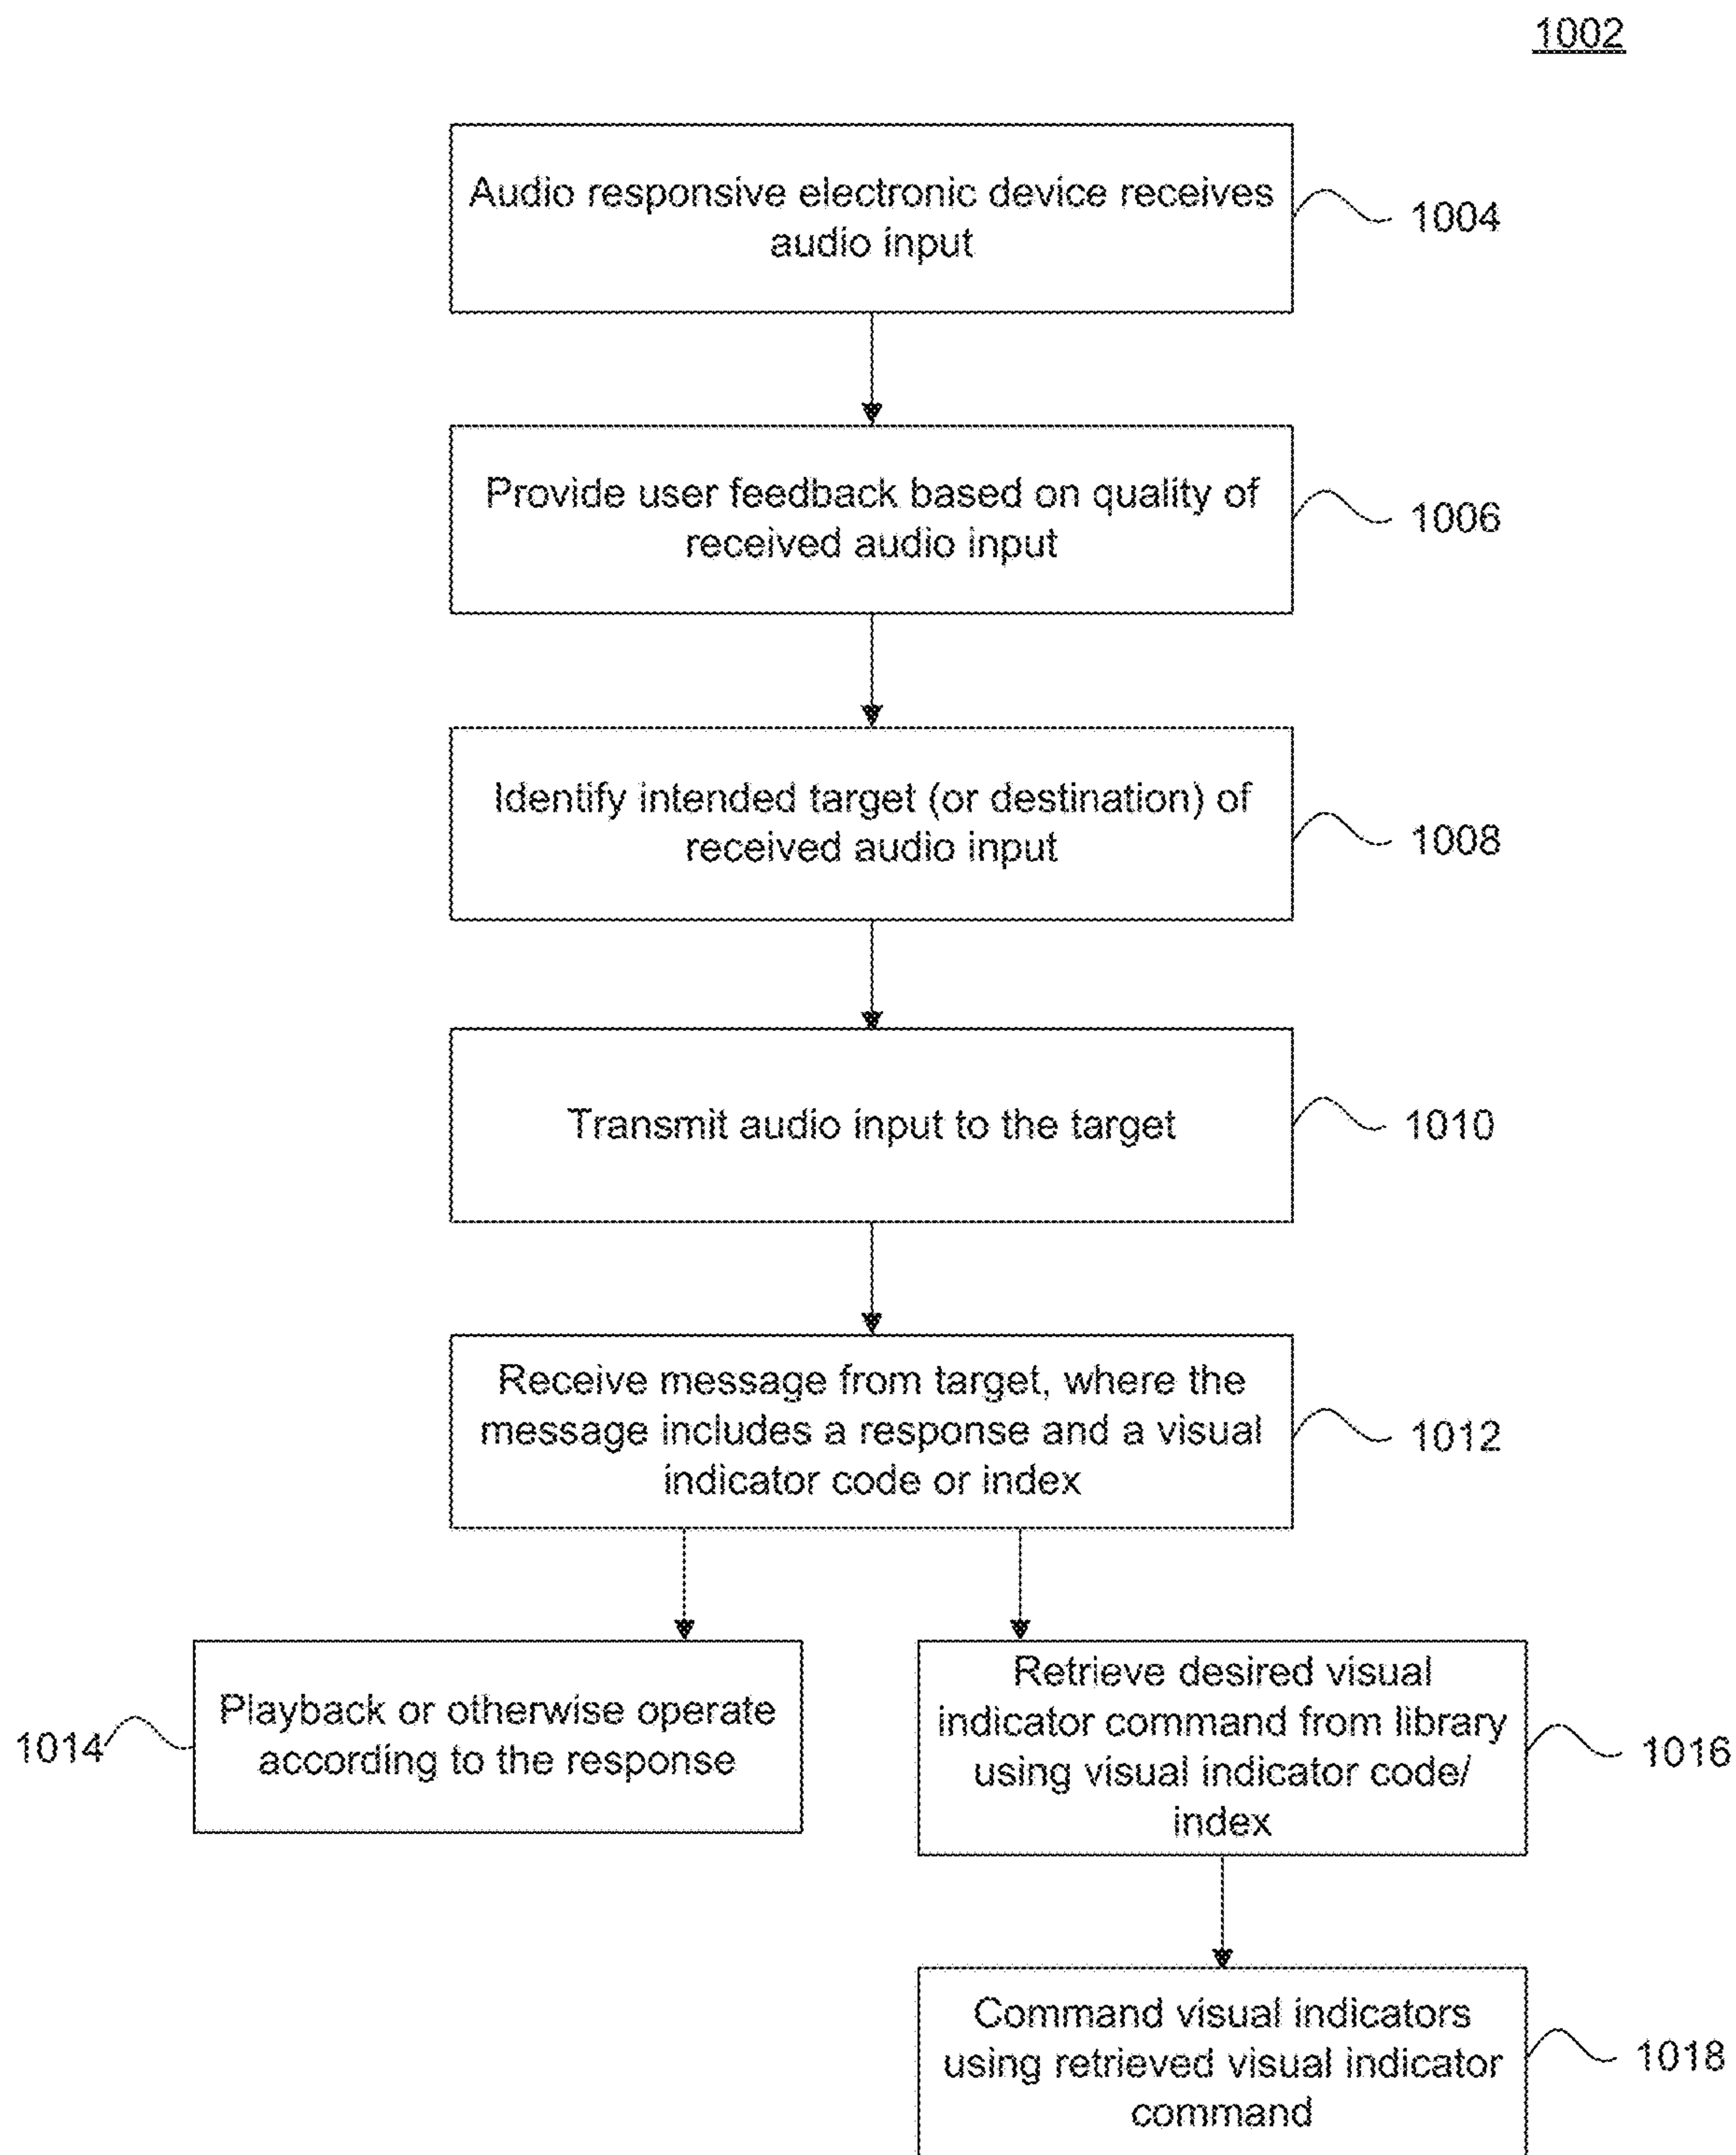 1002
Audio responsive electronic device receives
audio input
1004
Provide user feedback based on quality of
received audio input
1006
Identify intended target (or destination) of
received audio input
1008
Transmit audio input to the target
1010
Receive message from target, where the
message includes a response and a visual
indicator code or index
1012
Playback or otherwise operate
according to the response
1014
Retrieve desired visual
indicator command from library
using visual indicator code/
index
1016
Command visual indicators
using retrieved visual indicator
command
1018